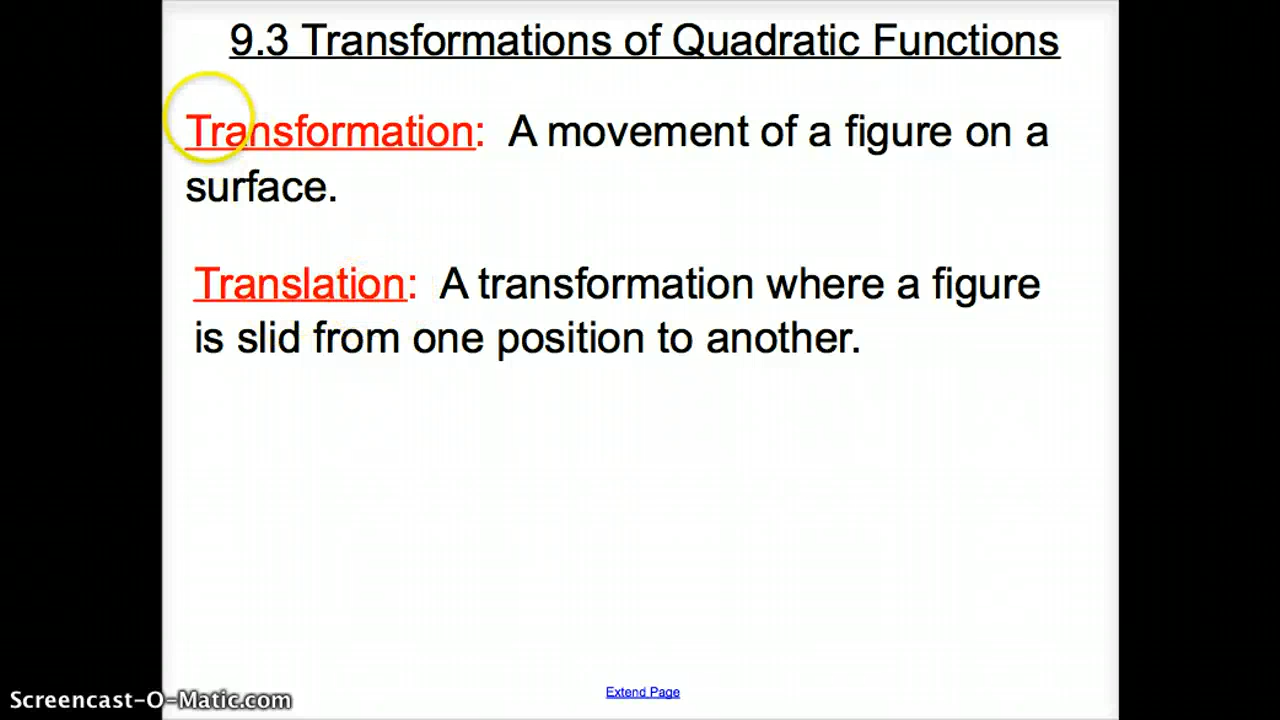 9.3 Transformations of Quadratic Functions
Transformation: A movement of a figure on a
surface.
Translation: A transformation where a figure
is slid from one position to another.
Extend Page
Screencast-O-Matic.com